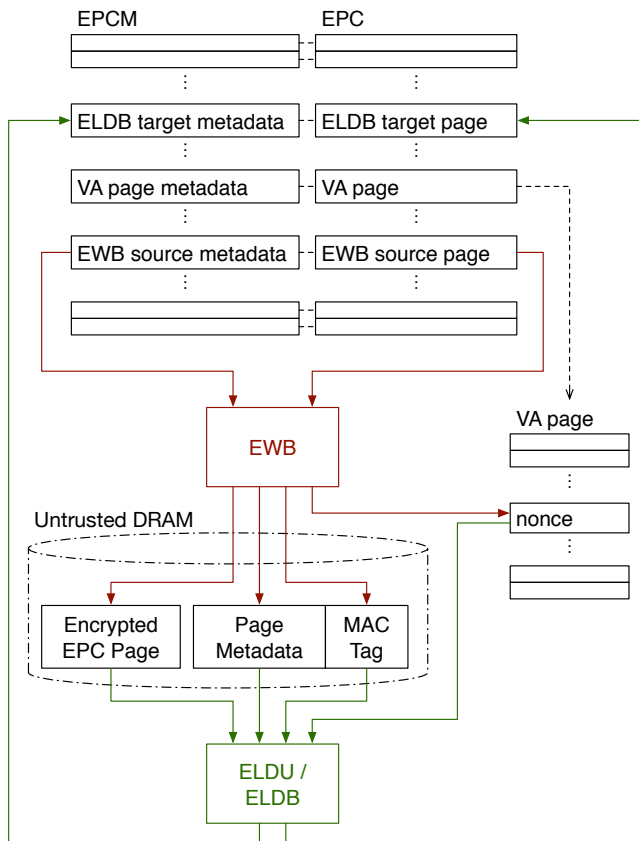 EPCM
EPC
⋮
⋮
ELDB target metadata
ELDB target page
⋮
⋮
VA page metadata
VA page
⋮
⋮
EWB source metadata
EWB source page
⋮
⋮
EWB
VA page
⋮
nonce
⋮
Untrusted DRAM
Encrypted
EPC Page
Page
Metadata
MAC
Tag
ELDU /
ELDB